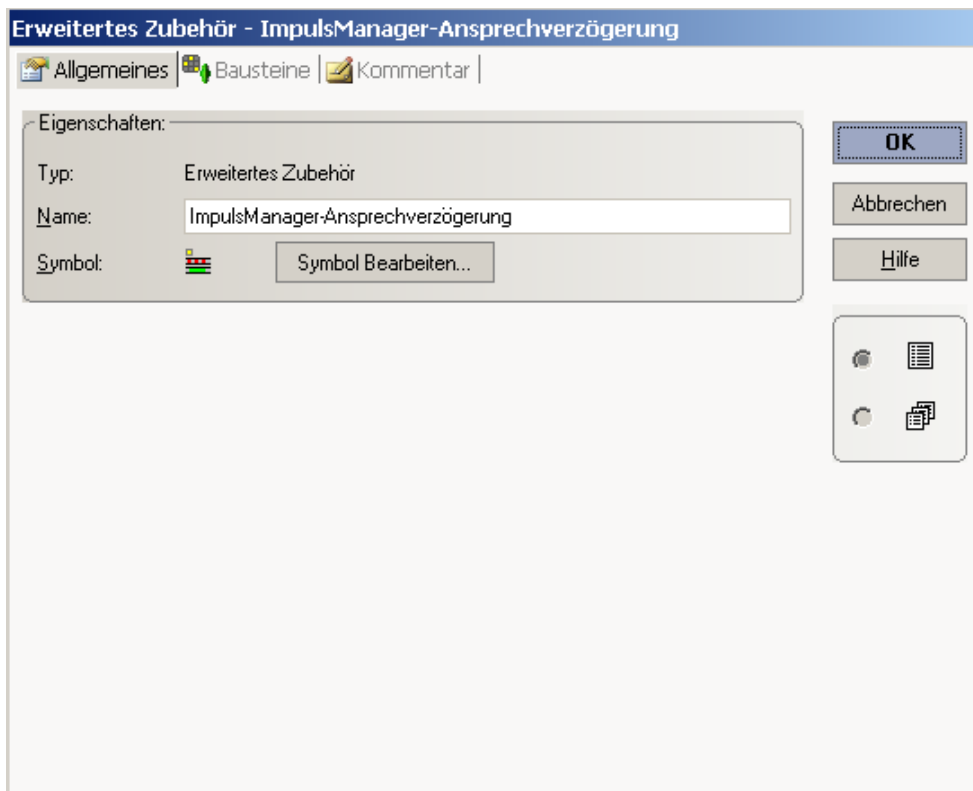 Erweitertes Zubehör - ImpulsManager-Ansprechverzögerung
Allgemeines Bausteine Kommentar
Eigenschaften:
Typ: Erweitertes Zubehör
Name: ImpulsManager-Ansprechverzögerung
Symbol: Symbol Bearbeiten...
OK
Abbrechen
Hilfe